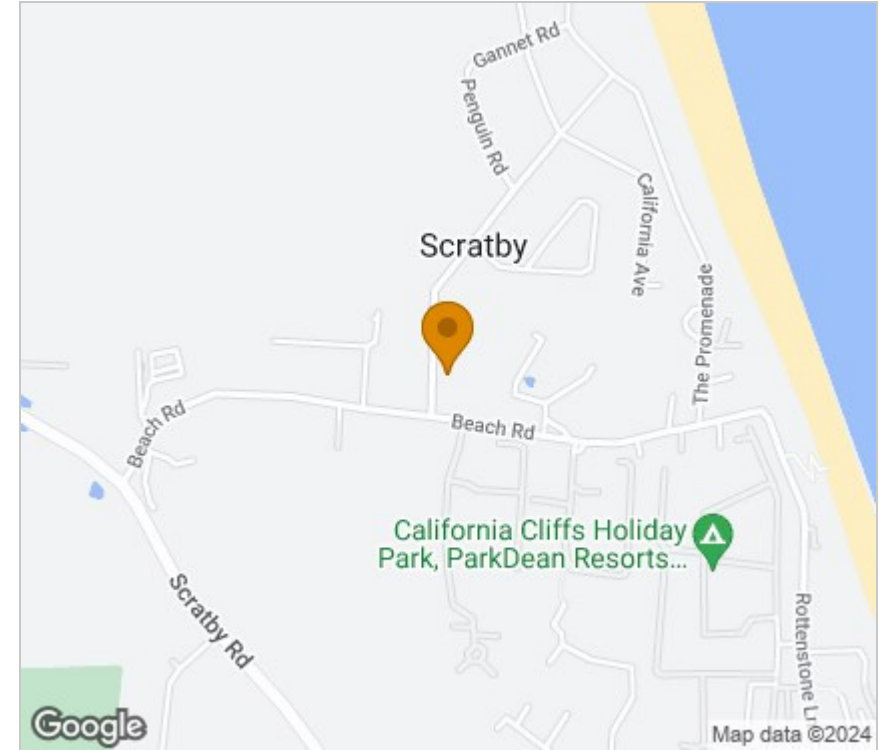 Gannet Rd
Penguin Rd
California Ave
Scratby
The Promenade
Beach Rd
Beach Rd
California Cliffs Holiday
Park, ParkDean Resorts...
Scratby Rd
Rottenstone Ln
Google
Map data ©2024